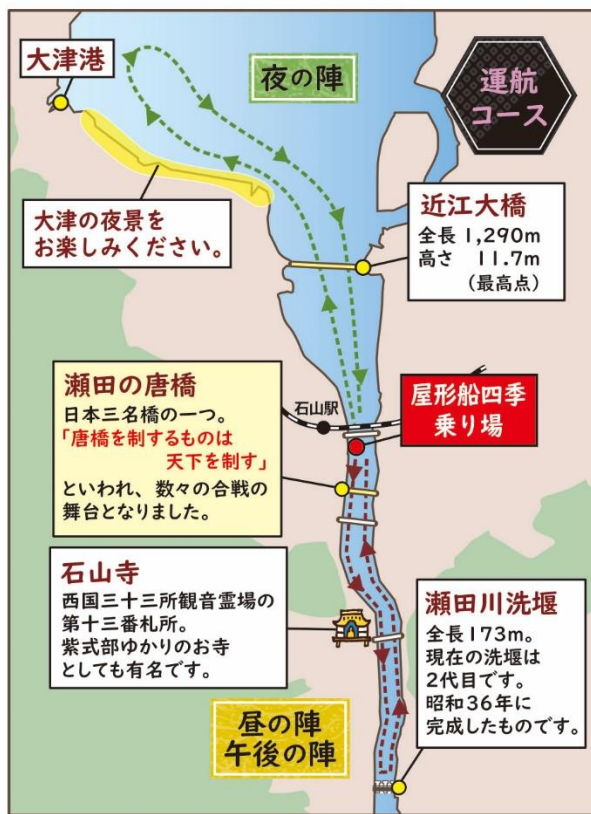 大津港
夜の陣
運航
コース
大津の夜景を
お楽しみください。
近江大橋
全長 1,290m
高さ 11.7m
(最高点)
瀬田の唐橋
日本三名橋の一つ。
「唐橋を制するものは
天下を制す」
といわれ、数々の合戦の
舞台となりました。
石山駅
屋形船四季
乗り場
石山寺
西国三十三所観音霊場の
第十三番札所。
紫式部ゆかりのお寺
としても有名です。
瀬田川洗堰
全長173m。
現在の洗堰は
2代目です。
昭和36年に
完成したものです。
昼の陣
午後の陣